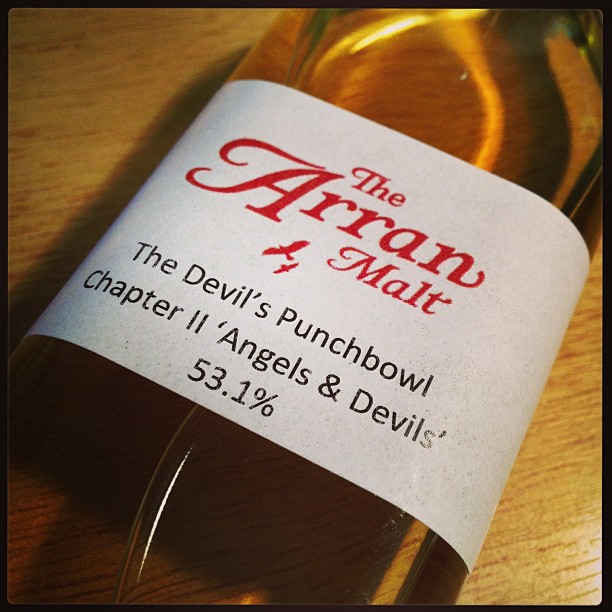 The
Arran
Malt
The Devil's Punchbowl
Chapter II 'Angels & Devils'
53.1%